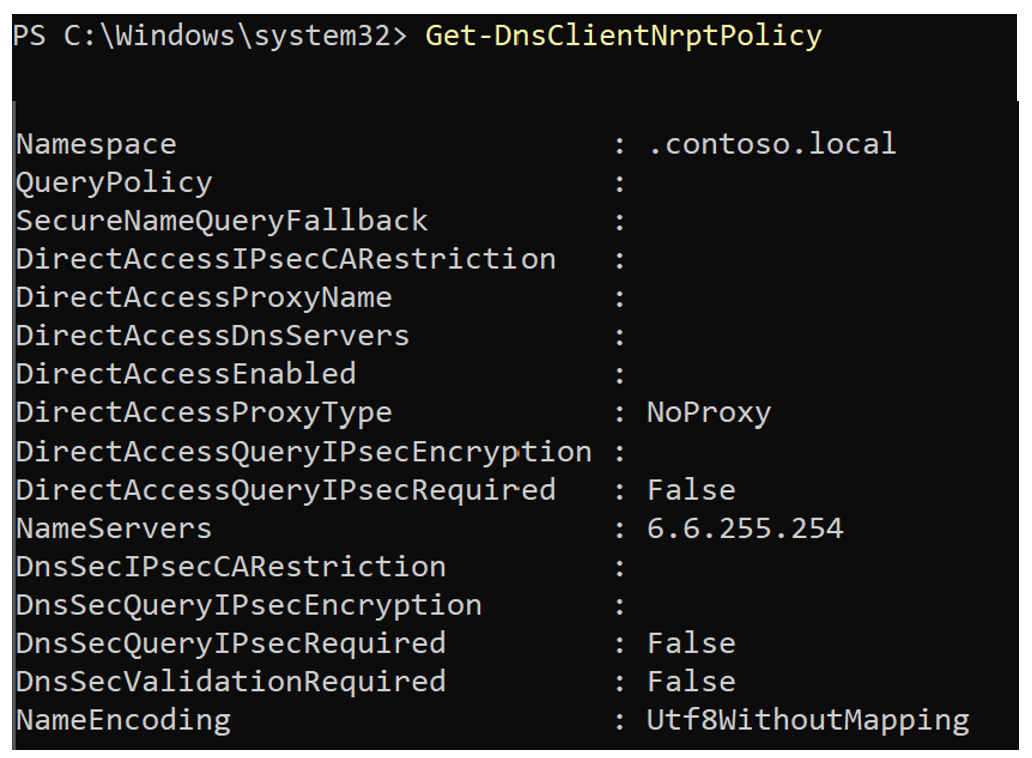 PS C:\Windows\system32> Get-DnsClientNrptPolicy
Namespace                        : .contoso.local
QueryPolicy                      :
SecureNameQueryFallback          :
DirectAccessIPsecCARestriction   :
DirectAccessProxyName            :
DirectAccessDnsServers           :
DirectAccessEnabled              :
DirectAccessProxyType            : NoProxy
DirectAccessQueryIPsecEncryption :
DirectAccessQueryIPsecRequired   : False
NameServers                      : 6.6.255.254
DnsSecIPsecCARestriction         :
DnsSecQueryIPsecEncryption       :
DnsSecQueryIPsecRequired         : False
DnsSecValidationRequired         : False
NameEncoding                     : Utf8WithoutMapping